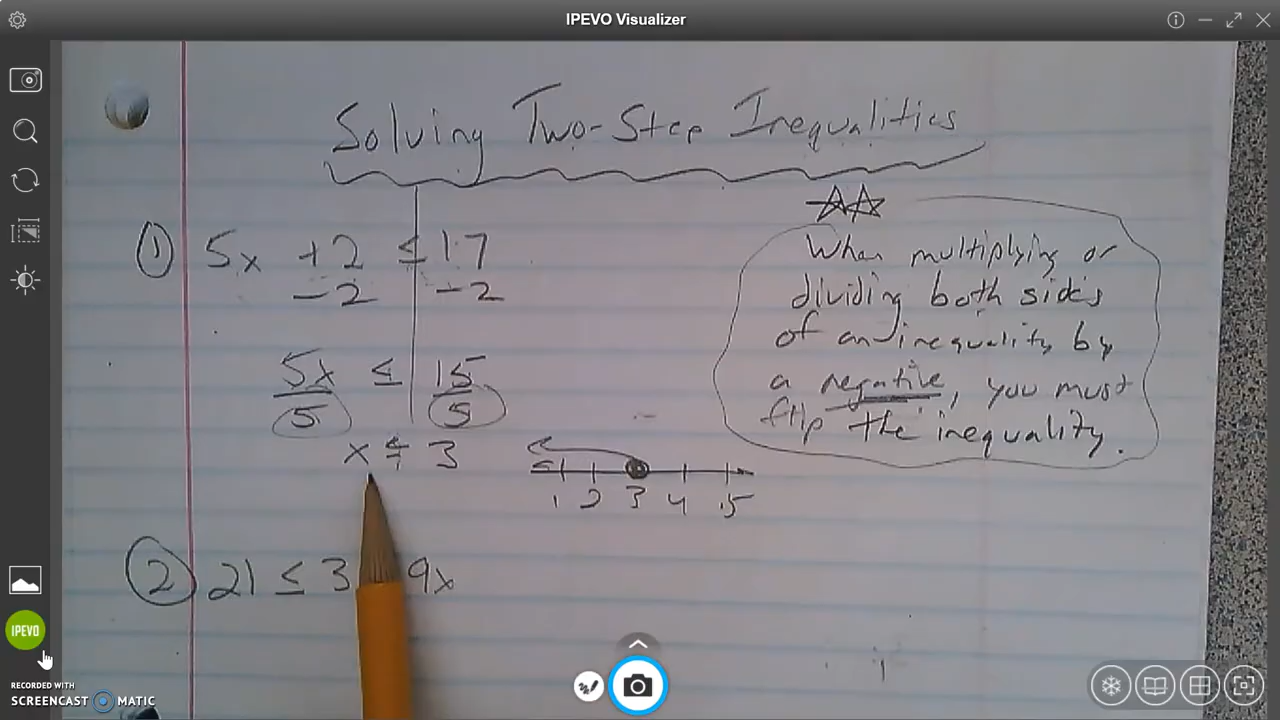 IPEVO Visualizer
Solving Two-Step Inequalities
① 5x +2 ≤ 17
-2 -2
5x ≤ 15
5 5
x ≤ 3
1 2 3 4 5
When multiplying or
dividing both sides
of an inequality by
a negative, you must
flip the inequality.
② 21 ≤ 3 9x
IPEVO
RECORDED WITH
SCREENCAST MATIC